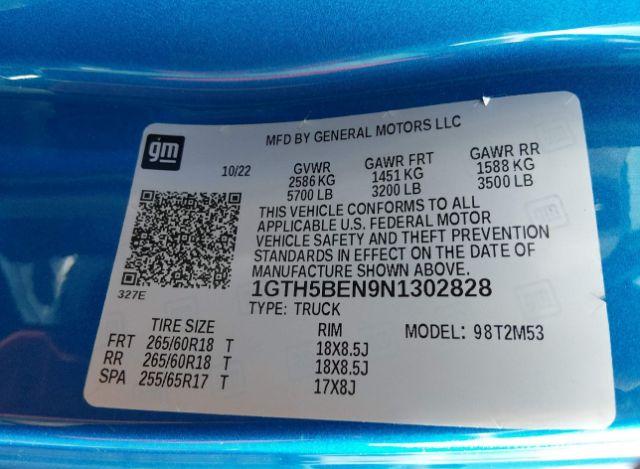 gm
MFD BY GENERAL MOTORS LLC
10/22 GVWR GAWR FRT GAWR RR
2586 KG 1451 KG 1588 KG
5700 LB 3200 LB 3500 LB
THIS VEHICLE CONFORMS TO ALL
APPLICABLE U.S. FEDERAL MOTOR
VEHICLE SAFETY AND THEFT PREVENTION
STANDARDS IN EFFECT ON THE DATE OF
MANUFACTURE SHOWN ABOVE.
327E
1GTH5BEN9N1302828
TYPE: TRUCK
TIRE SIZE RIM MODEL: 98T2M53
FRT 265/60R18 T 18X8.5J
RR 265/60R18 T 18X8.5J
SPA 255/65R17 T 17X8J